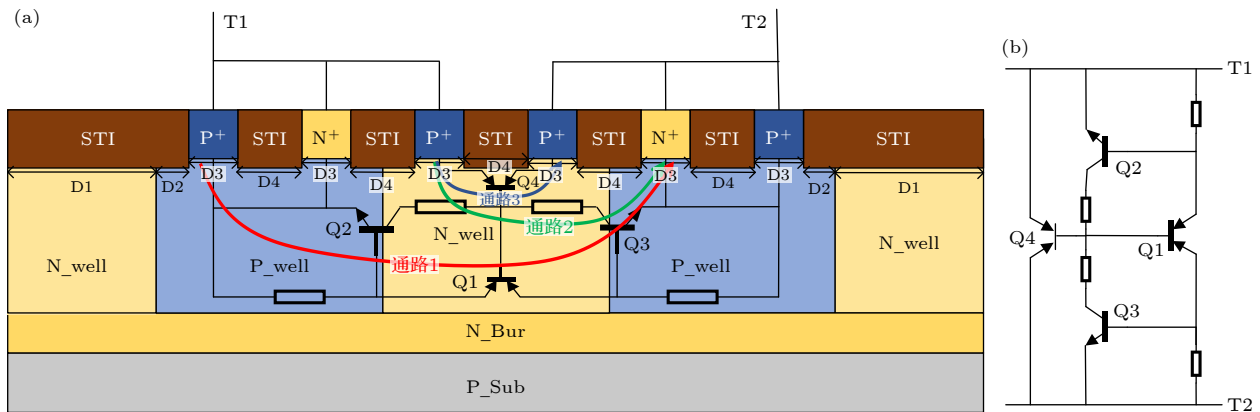 (a)
T1
T2
STI
P+
STI
N+
STI
P+
STI
P+
STI
N+
STI
P+
STI
D1
D2
D3
D4
D3
D4
D3
D4
D3
D4
D3
D4
D3
D2
D1
Q4
通路3
通路2
Q2
N_well
Q3
N_well
P_well
通路1
Q1
P_well
N_well
N_Bur
P_Sub
(b)
T1
Q2
Q4
Q1
Q3
T2